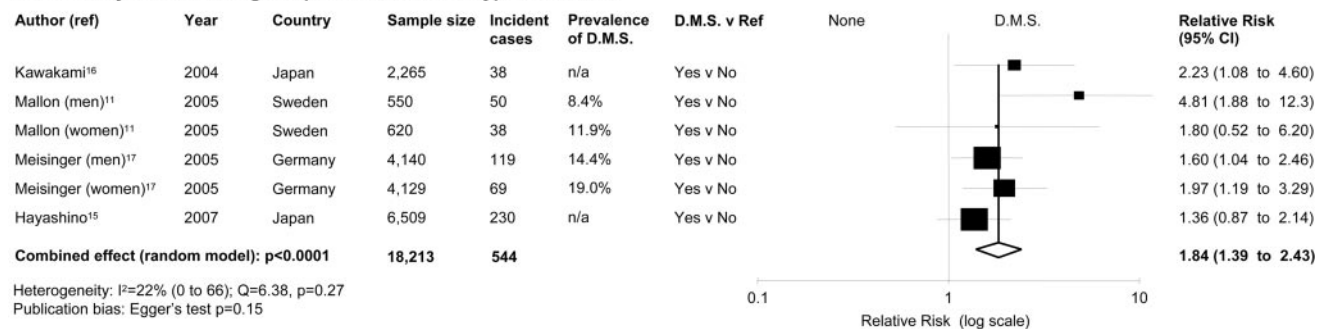 Author (ref) Year Country Sample size Incident cases Prevalence of D.M.S. D.M.S. v Ref None D.M.S. Relative Risk (95% CI)
Kawakami¹⁶ 2004 Japan 2,265 38 n/a Yes v No 2.23 (1.08 to 4.60)
Mallon (men)¹¹ 2005 Sweden 550 50 8.4% Yes v No 4.81 (1.88 to 12.3)
Mallon (women)¹¹ 2005 Sweden 620 38 11.9% Yes v No 1.80 (0.52 to 6.20)
Meisinger (men)¹⁷ 2005 Germany 4,140 119 14.4% Yes v No 1.60 (1.04 to 2.46)
Meisinger (women)¹⁷ 2005 Germany 4,129 69 19.0% Yes v No 1.97 (1.19 to 3.29)
Hayashino¹⁵ 2007 Japan 6,509 230 n/a Yes v No 1.36 (0.87 to 2.14)
Combined effect (random model): p<0.0001 18,213 544 1.84 (1.39 to 2.43)
Heterogeneity: I²=22% (0 to 66); Q=6.38, p=0.27
Publication bias: Egger's test p=0.15
0.1 1 10
Relative Risk (log scale)